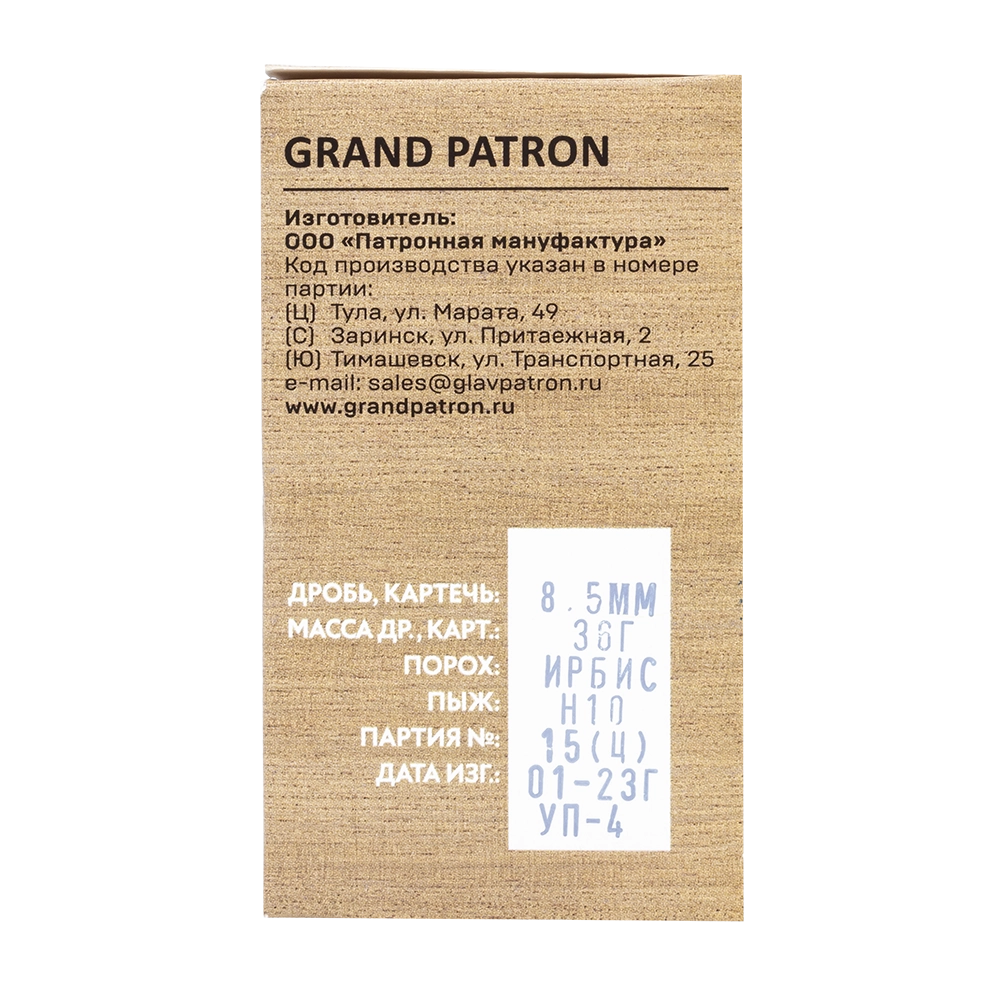 GRAND PATRON
Изготовитель:
ООО «Патронная мануфактура»
Код производства указан в номере
партии:
(Ц) Тула, ул. Марата, 49
(С) Заринск, ул. Притаежная, 2
(Ю) Тимашевск, ул. Транспортная, 25
e-mail: sales@glavpatron.ru
www.grandpatron.ru
ДРОБЬ, КАРТЕЧЬ: 8.5ММ
МАССА ДР., КАРТ.: 36Г
ПОРОХ: ИРБИС
ПЫЖ: Н10
ПАРТИЯ №: 15(Ц)
ДАТА ИЗГ.: 01-23Г
УП-4